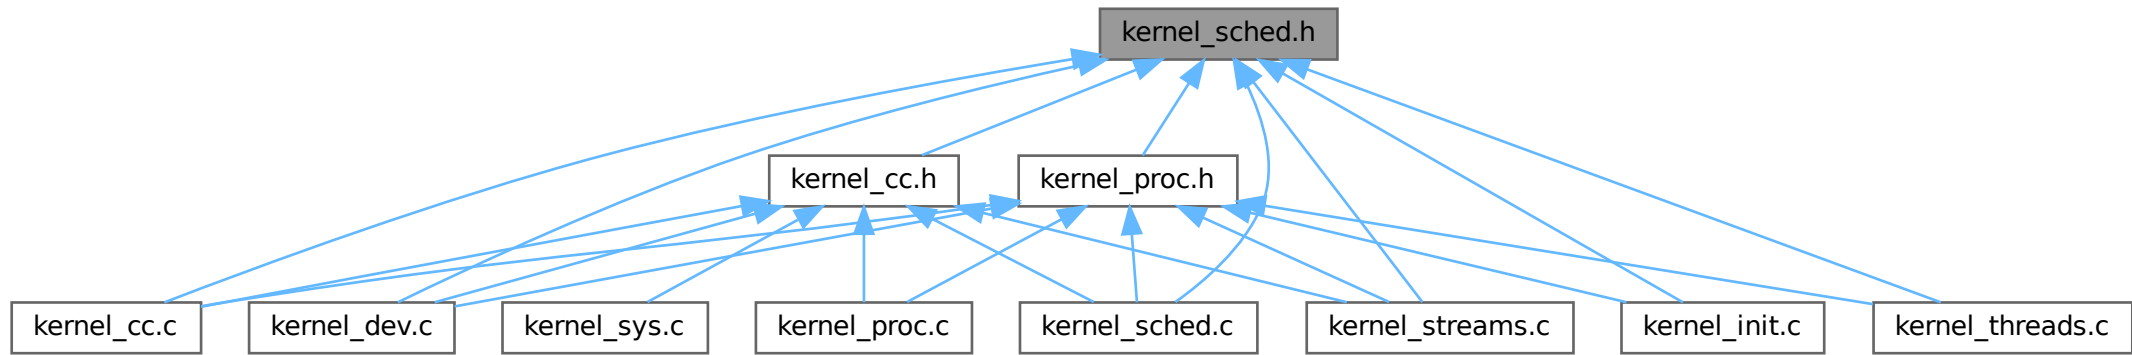 kernel_sched.h
kernel_cc.h
kernel_proc.h
kernel_cc.c
kernel_dev.c
kernel_sys.c
kernel_proc.c
kernel_sched.c
kernel_streams.c
kernel_init.c
kernel_threads.c